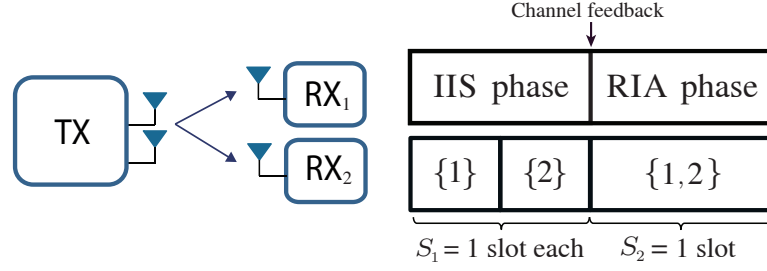 Channel feedback
TX
RX₁
RX₂
IIS phase
RIA phase
{1}
{2}
{1,2}
S₁ = 1 slot each
S₂ = 1 slot